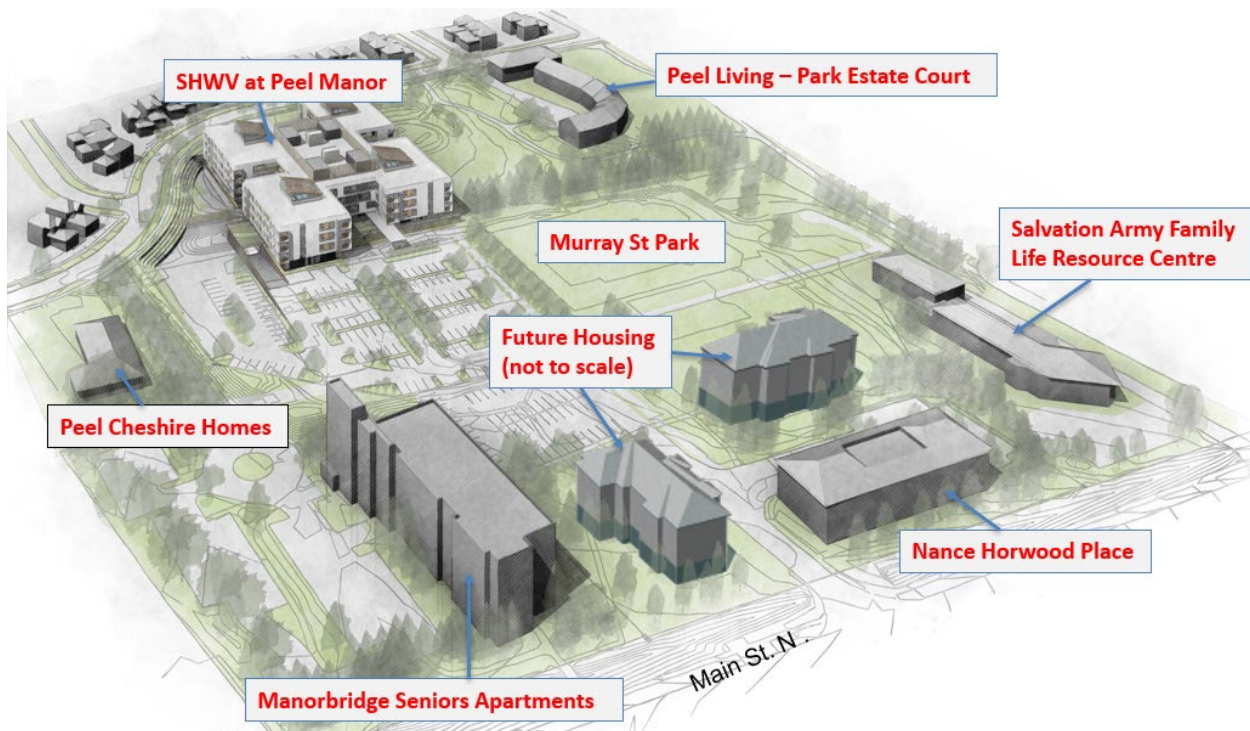 SHWV at Peel Manor
Peel Living – Park Estate Court
Murray St Park
Salvation Army Family
Life Resource Centre
Future Housing
(not to scale)
Peel Cheshire Homes
Nance Horwood Place
Manorbridge Seniors Apartments
Main St. N .